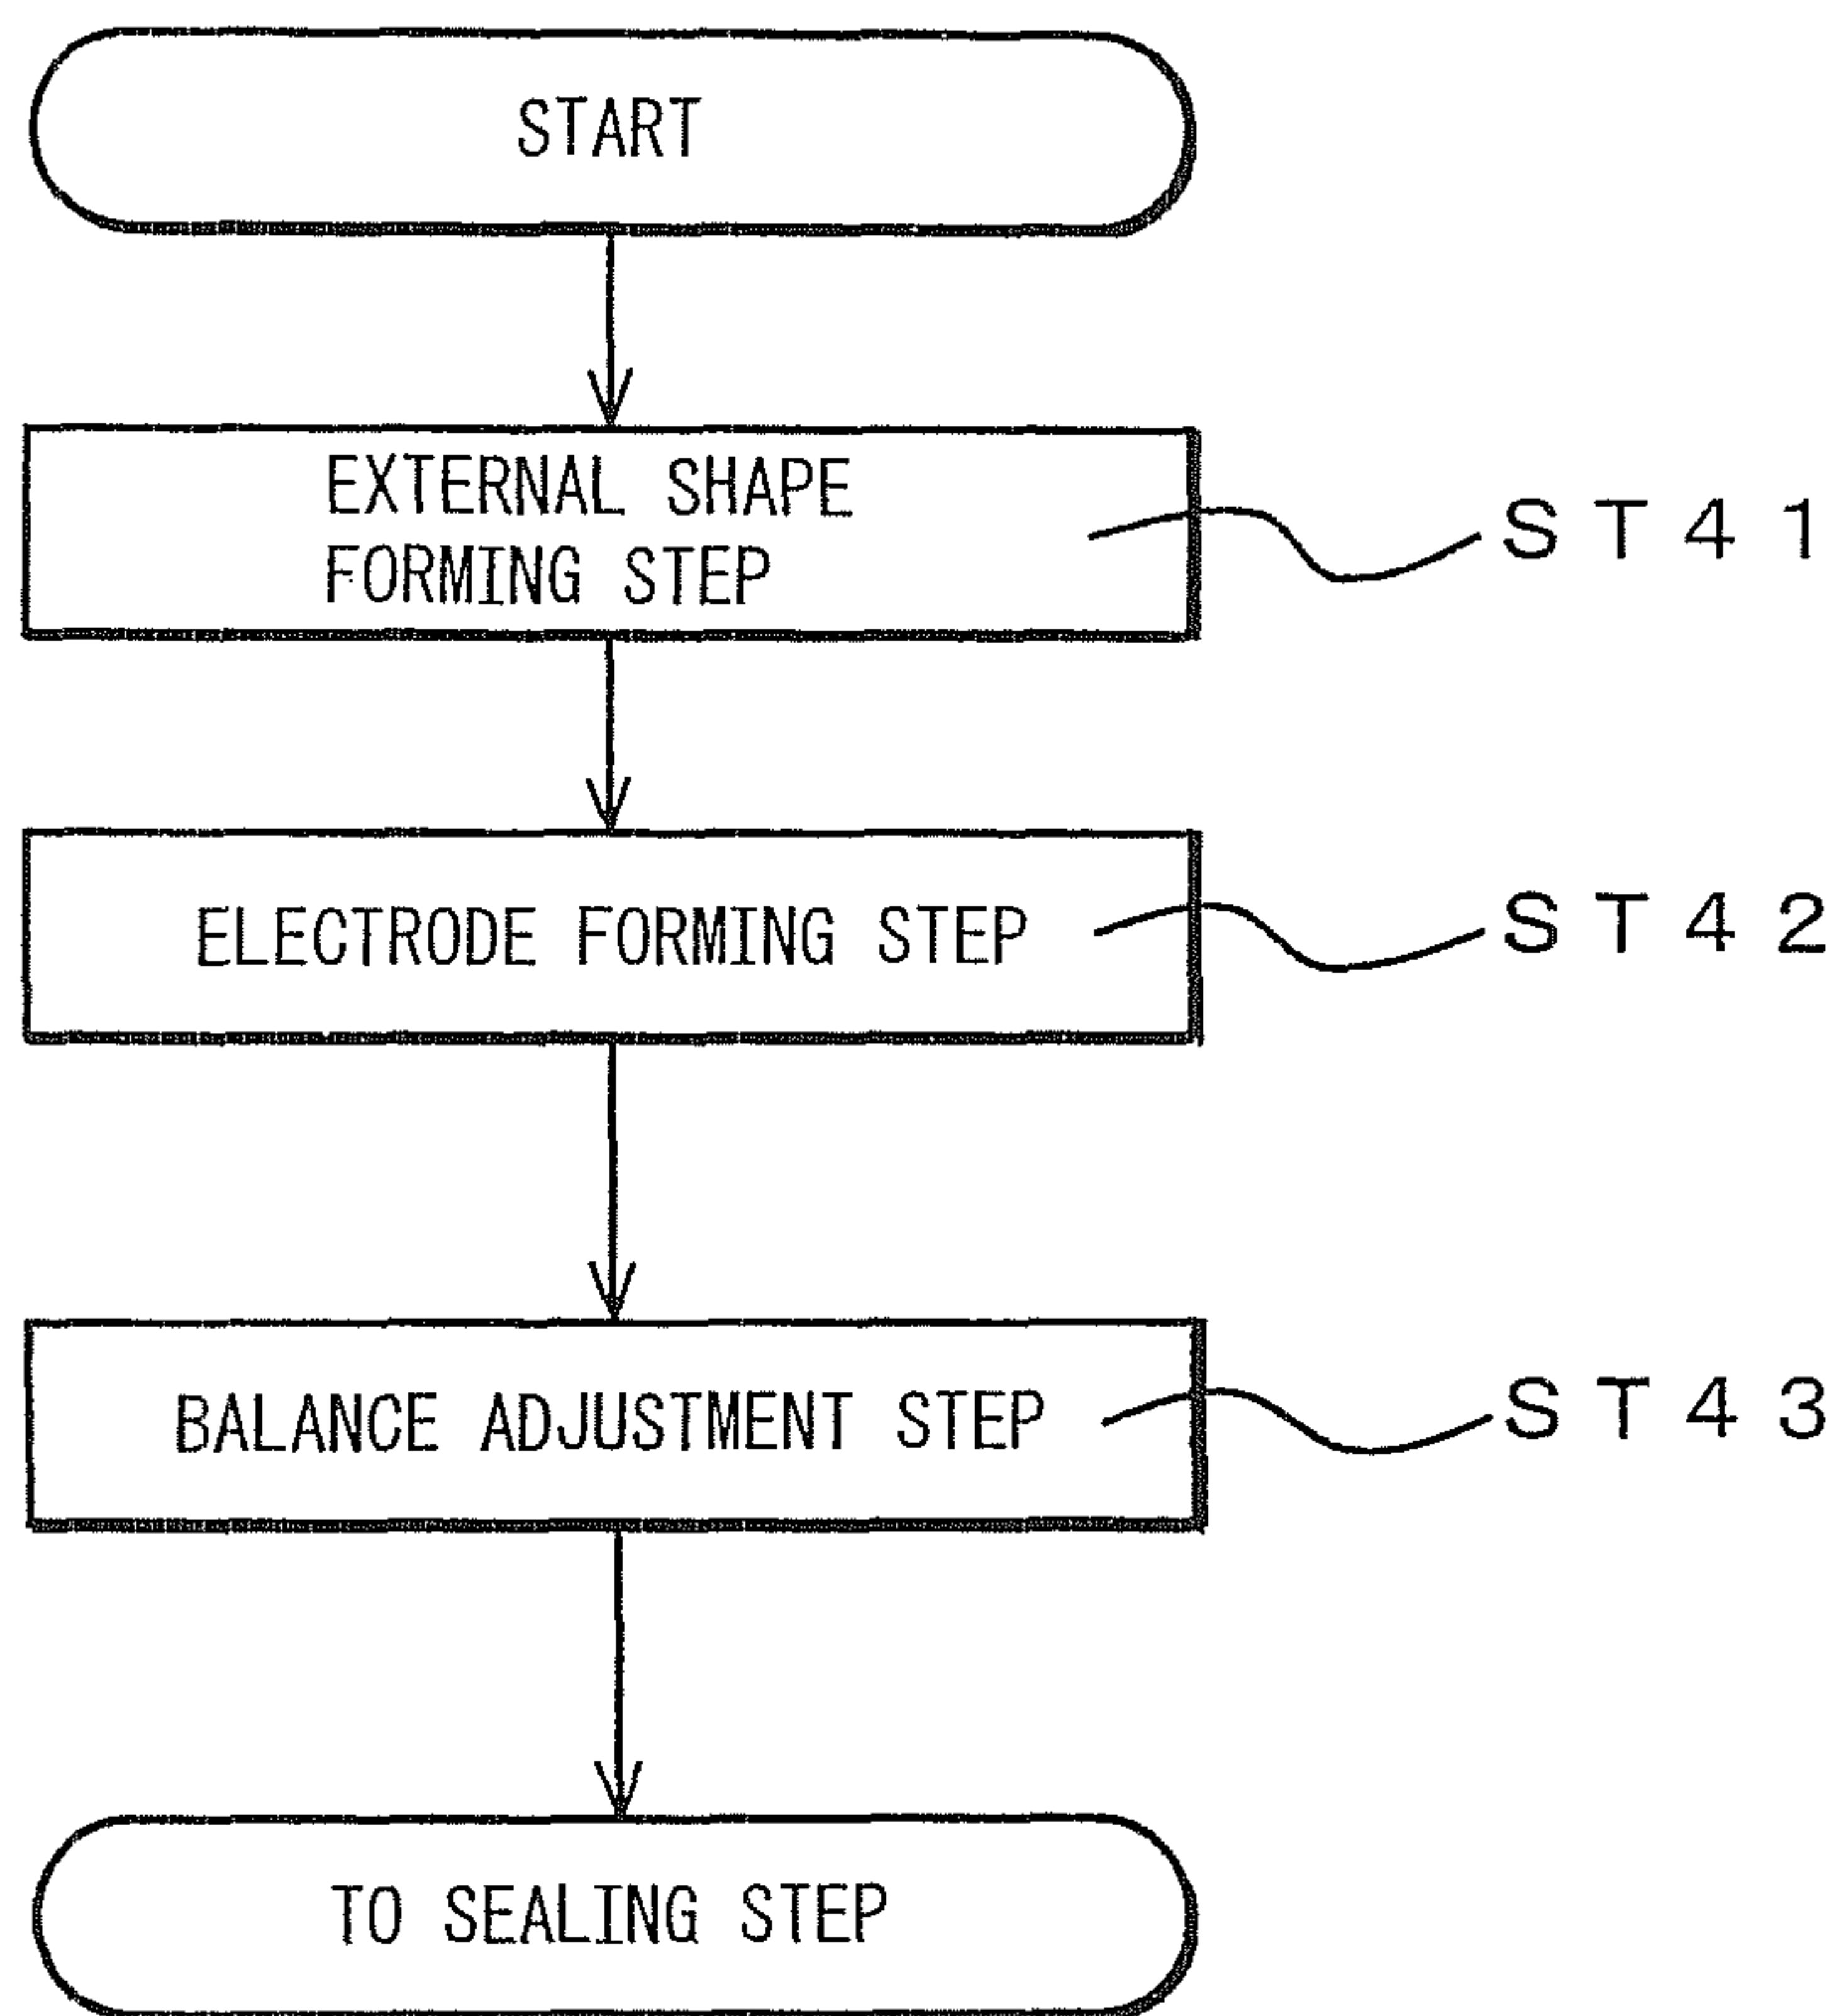 START
EXTERNAL SHAPE
FORMING STEP
ST41
ELECTRODE FORMING STEP
ST42
BALANCE ADJUSTMENT STEP
ST43
TO SEALING STEP